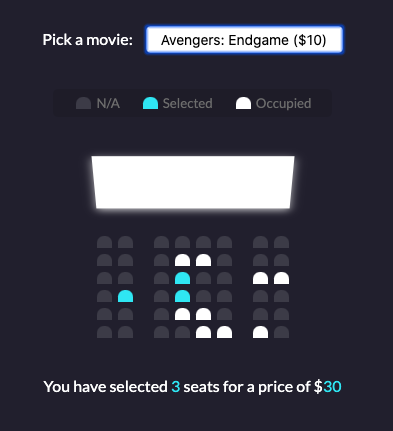 Pick a movie: Avengers: Endgame ($10)
N/A Selected Occupied
You have selected 3 seats for a price of $30